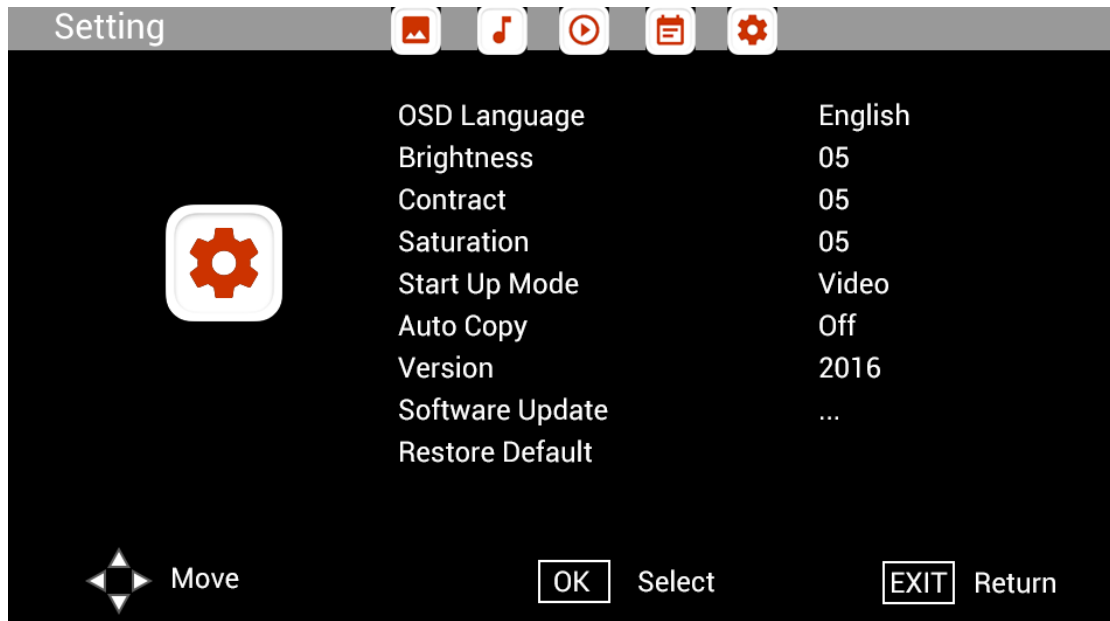 Setting
OSD Language English
Brightness 05
Contract 05
Saturation 05
Start Up Mode Video
Auto Copy Off
Version 2016
Software Update ...
Restore Default
Move OK Select EXIT Return